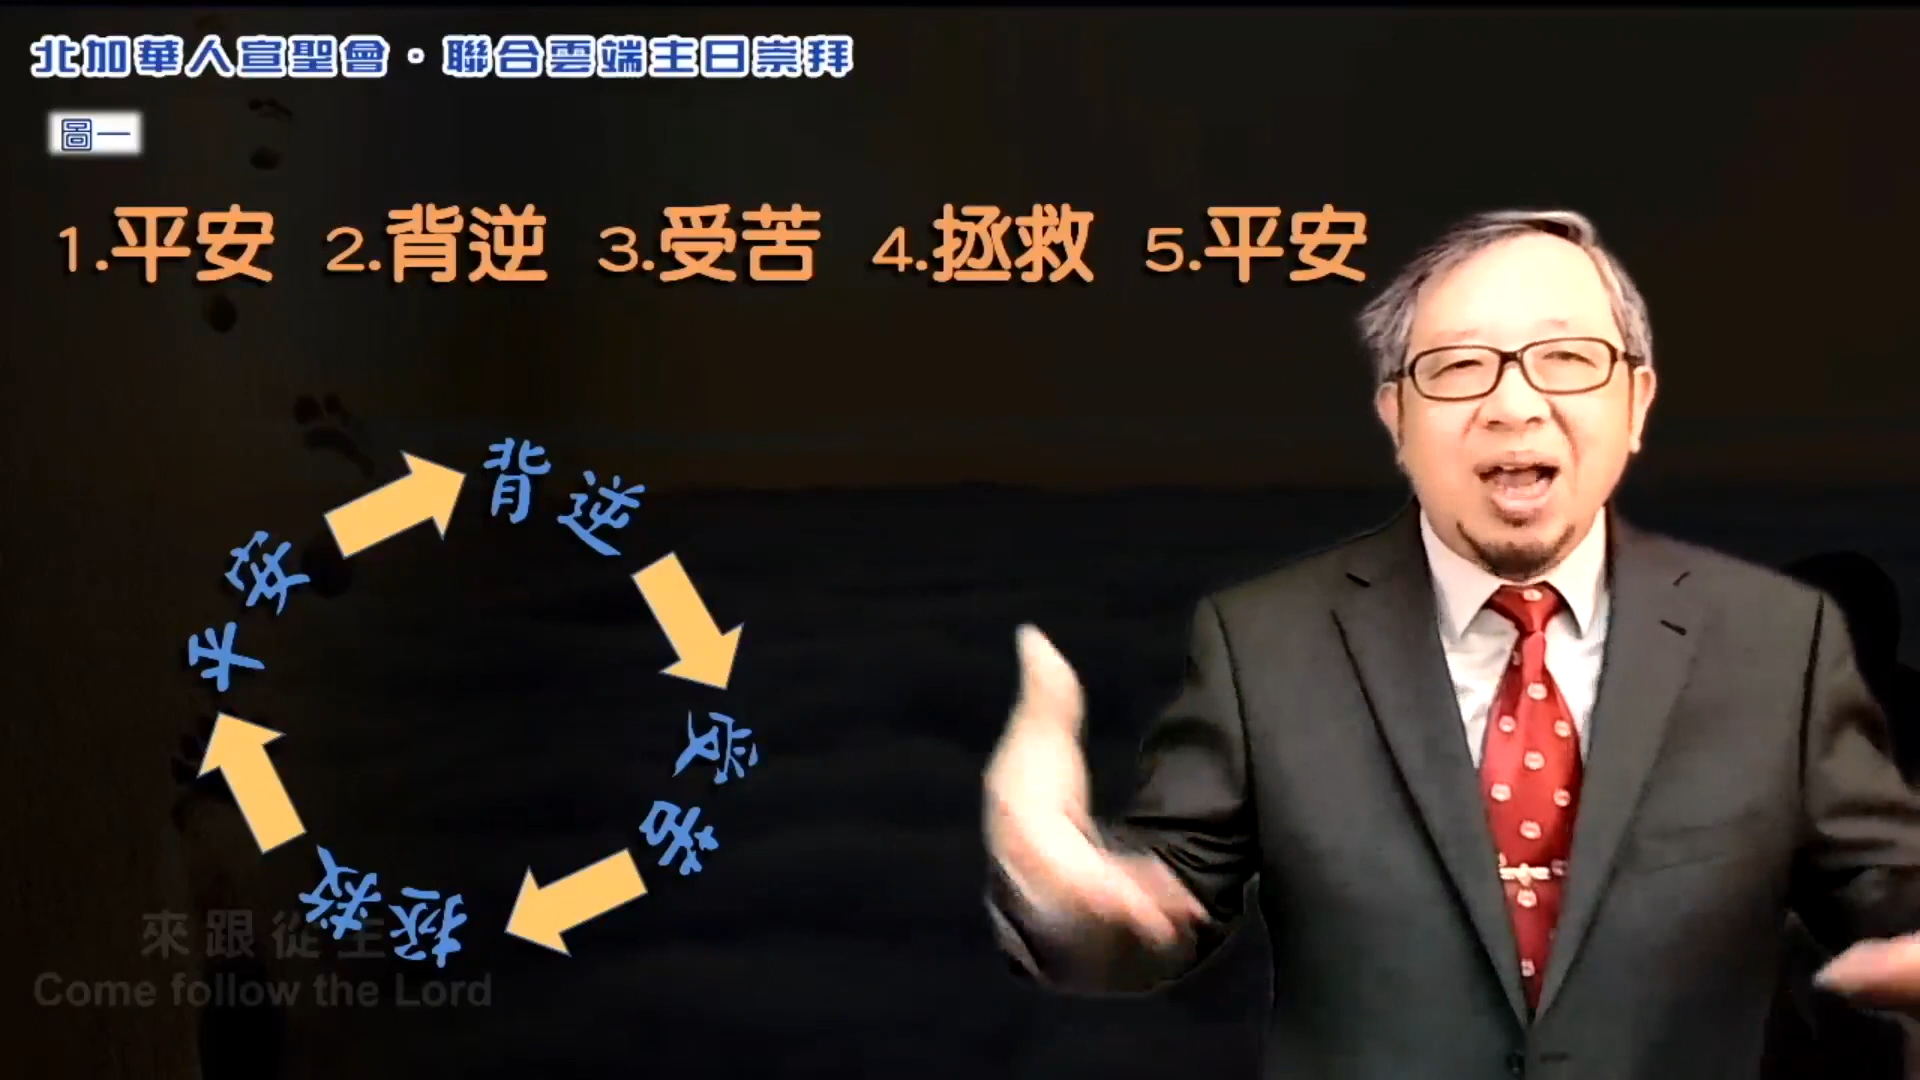 北加華人宣聖會·聯合雲端主日崇拜
圖一
1.平安 2.背逆 3.受苦 4.拯救 5.平安
背逆
平安
受苦
拯救
來跟從主
Come follow the Lord